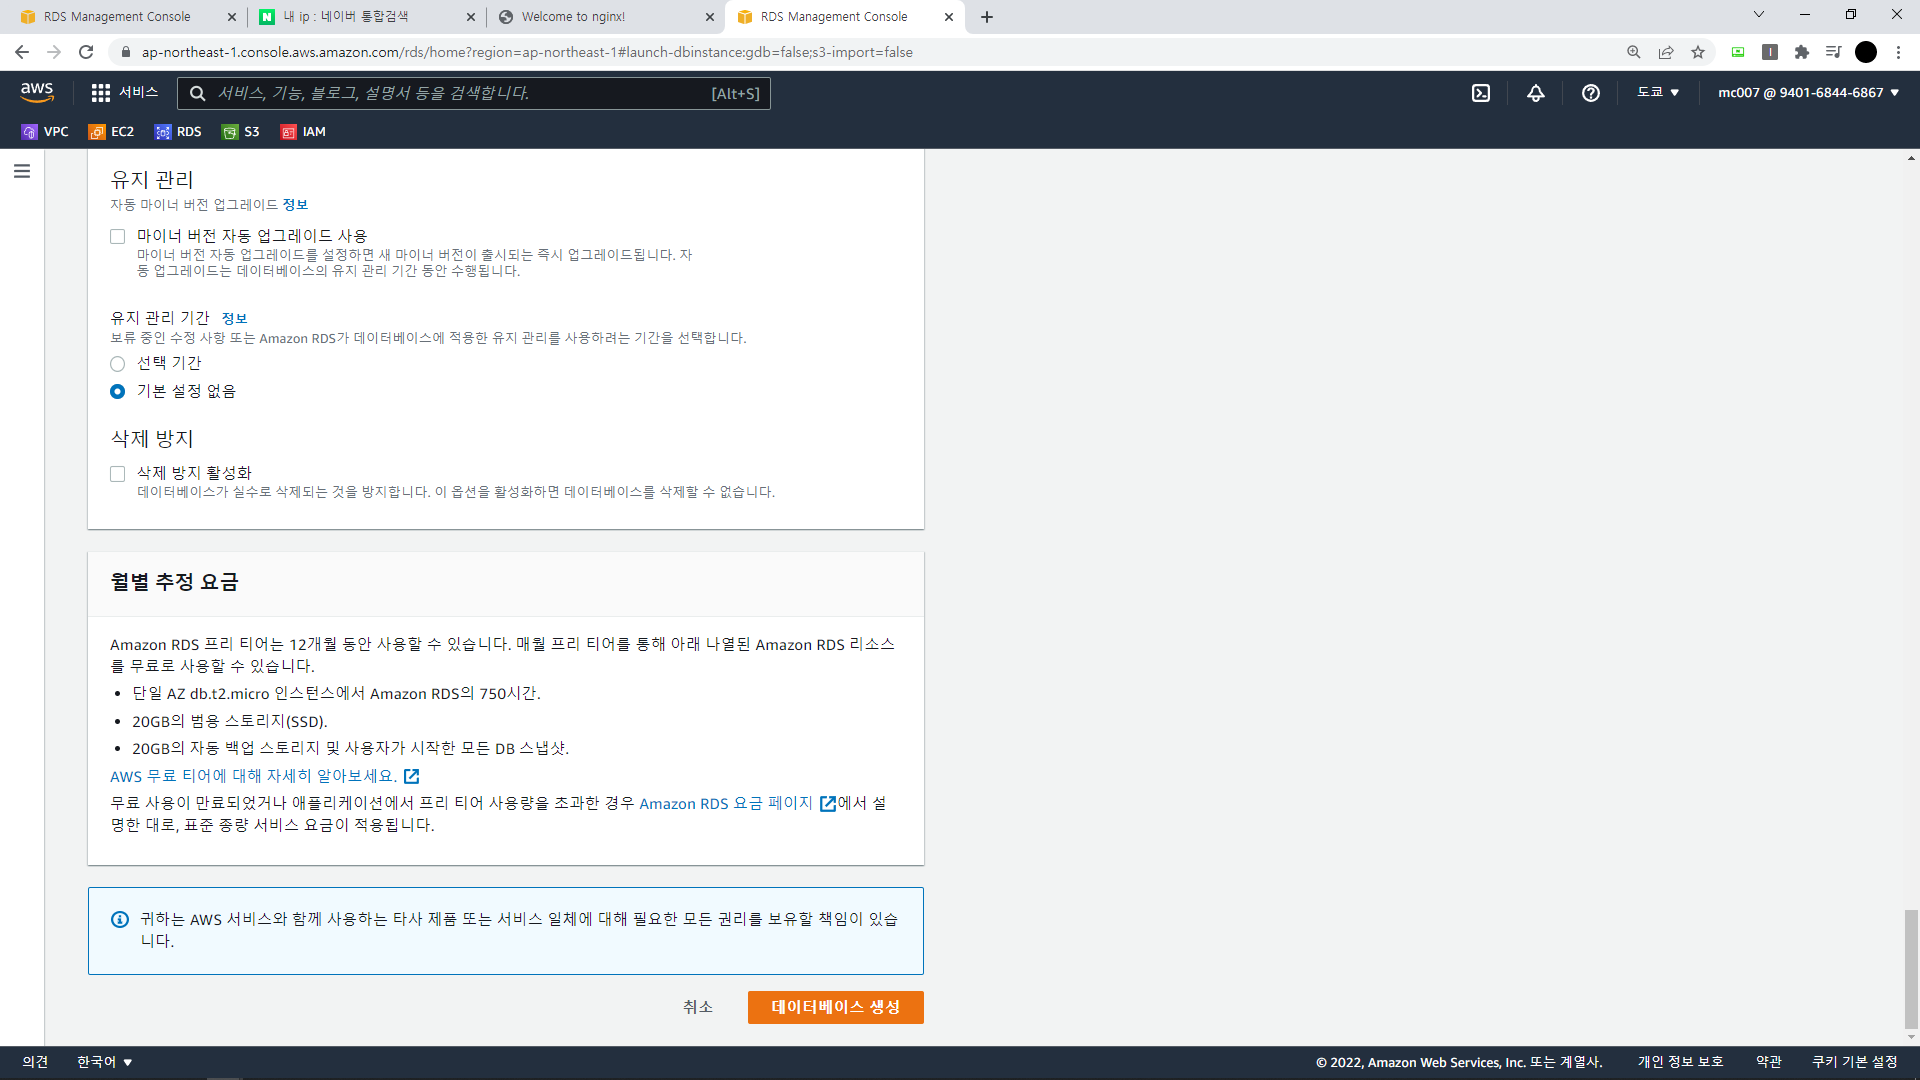 RDS Management Console
내 ip : 네이버 통합검색
Welcome to nginx!
RDS Management Console
ap-northeast-1.console.aws.amazon.com/rds/home?region=ap-northeast-1#launch-dbinstance:gdb=false;s3-import=false
aws
서비스
서비스, 기능, 블로그, 설명서 등을 검색합니다.
[Alt+S]
도쿄 ▼
mc007 @ 9401-6844-6867 ▼
VPC
EC2
RDS
S3
IAM
유지 관리
자동 마이너 버전 업그레이드 정보
마이너 버전 자동 업그레이드 사용
마이너 버전 자동 업그레이드를 설정하면 새 마이너 버전이 출시되는 즉시 업그레이드됩니다. 자
동 업그레이드는 데이터베이스의 유지 관리 기간 동안 수행됩니다.
유지 관리 기간 정보
보류 중인 수정 사항 또는 Amazon RDS가 데이터베이스에 적용한 유지 관리를 사용하려는 기간을 선택합니다.
선택 기간
기본 설정 없음
삭제 방지
삭제 방지 활성화
데이터베이스가 실수로 삭제되는 것을 방지합니다. 이 옵션을 활성화하면 데이터베이스를 삭제할 수 없습니다.
월별 추정 요금
Amazon RDS 프리 티어는 12개월 동안 사용할 수 있습니다. 매월 프리 티어를 통해 아래 나열된 Amazon RDS 리소스
를 무료로 사용할 수 있습니다.
• 단일 AZ db.t2.micro 인스턴스에서 Amazon RDS의 750시간.
• 20GB의 범용 스토리지(SSD).
• 20GB의 자동 백업 스토리지 및 사용자가 시작한 모든 DB 스냅샷.
AWS 무료 티어에 대해 자세히 알아보세요.
무료 사용이 만료되었거나 애플리케이션에서 프리 티어 사용량을 초과한 경우 Amazon RDS 요금 페이지 에서 설
명한 대로, 표준 종량 서비스 요금이 적용됩니다.
귀하는 AWS 서비스와 함께 사용하는 타사 제품 또는 서비스 일체에 대해 필요한 모든 권리를 보유할 책임이 있습
니다.
취소
데이터베이스 생성
의견
한국어 ▼
© 2022, Amazon Web Services, Inc. 또는 계열사.
개인 정보 보호
약관
쿠키 기본 설정